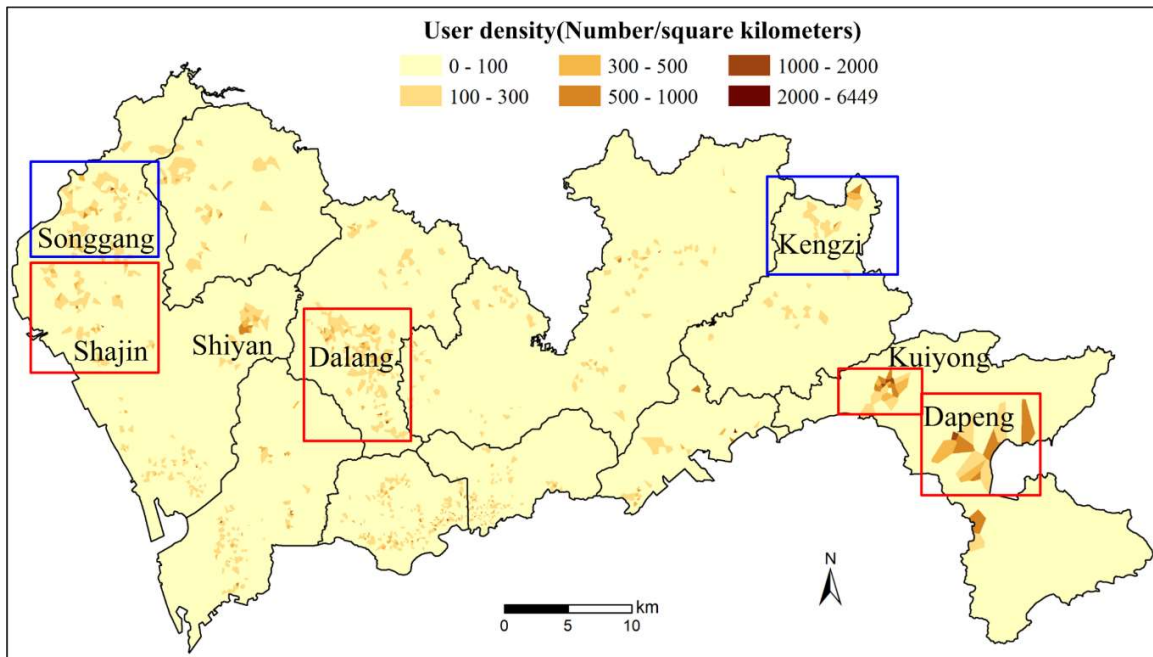 User density(Number/square kilometers)
0 - 100
300 - 500
1000 - 2000
100 - 300
500 - 1000
2000 - 6449
Songgang
Kengzi
Shajin
Shiyan
Dalang
Kuiyong
Dapeng
N
km
0 5 10